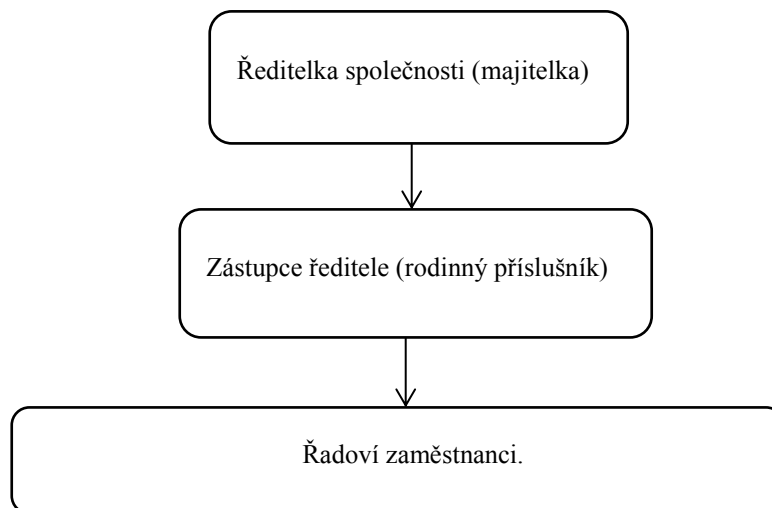 Ředitelka společnosti (majitelka)
Zástupce ředitele (rodinný příslušník)
Řadoví zaměstnanci.